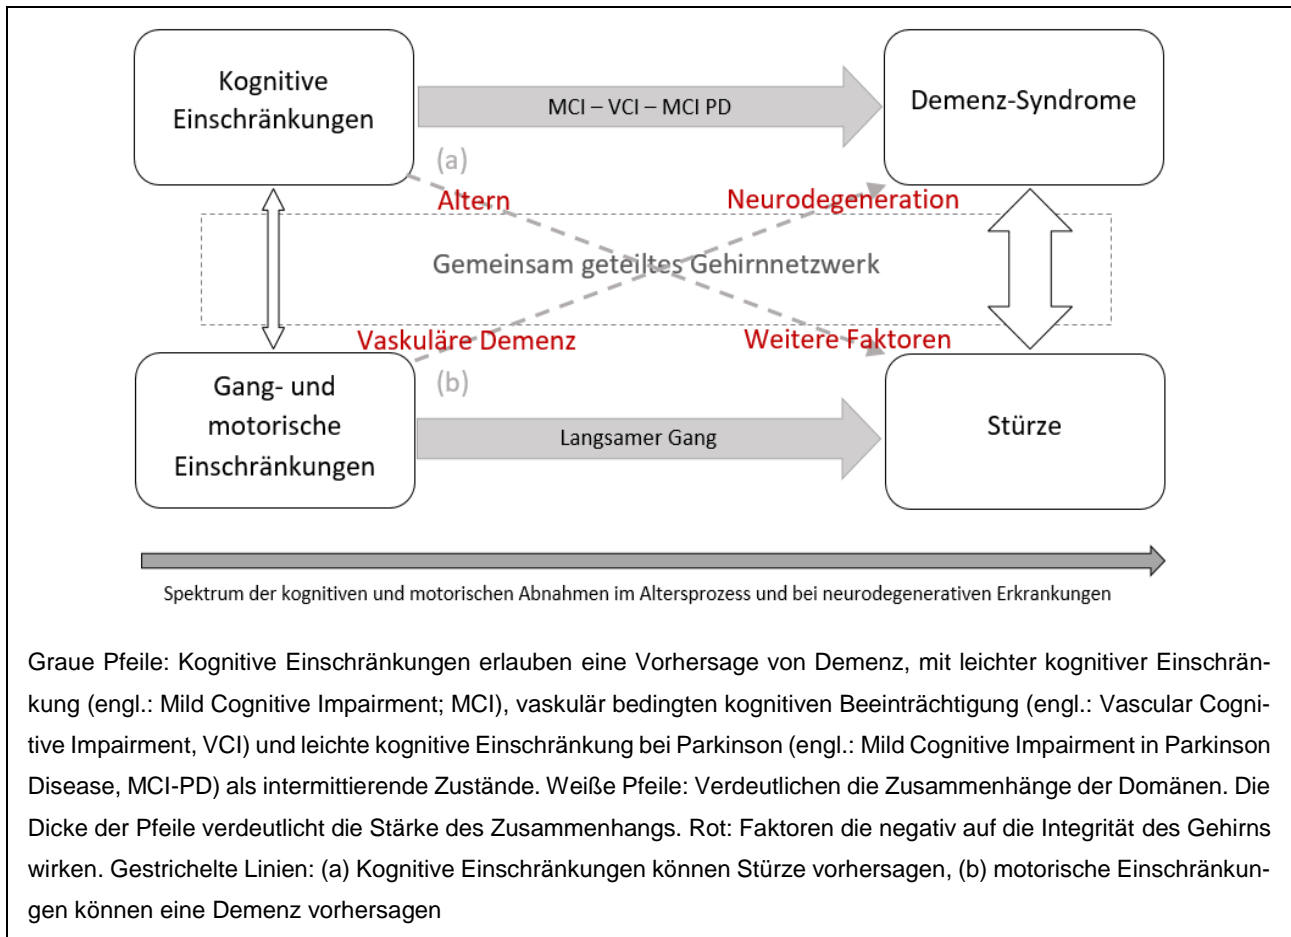 Kognitive
Einschränkungen
MCI – VCI – MCI PD
Demenz-Syndrome
(a)
Altern
Neurodegeneration
Gemeinsam geteiltes Gehirnnetzwerk
Vaskuläre Demenz
Weitere Faktoren
(b)
Gang- und
motorische
Einschränkungen
Langsamer Gang
Stürze
Spektrum der kognitiven und motorischen Abnahmen im Altersprozess und bei neurodegenerativen Erkrankungen
Graue Pfeile: Kognitive Einschränkungen erlauben eine Vorhersage von Demenz, mit leichter kognitiver Einschrän-
kung (engl.: Mild Cognitive Impairment; MCI), vaskulär bedingten kognitiven Beeinträchtigung (engl.: Vascular Cogni-
tive Impairment, VCI) und leichte kognitive Einschränkung bei Parkinson (engl.: Mild Cognitive Impairment in Parkinson
Disease, MCI-PD) als intermittierende Zustände. Weiße Pfeile: Verdeutlichen die Zusammenhänge der Domänen. Die
Dicke der Pfeile verdeutlicht die Stärke des Zusammenhangs. Rot: Faktoren die negativ auf die Integrität des Gehirns
wirken. Gestrichelte Linien: (a) Kognitive Einschränkungen können Stürze vorhersagen, (b) motorische Einschränkun-
gen können eine Demenz vorhersagen